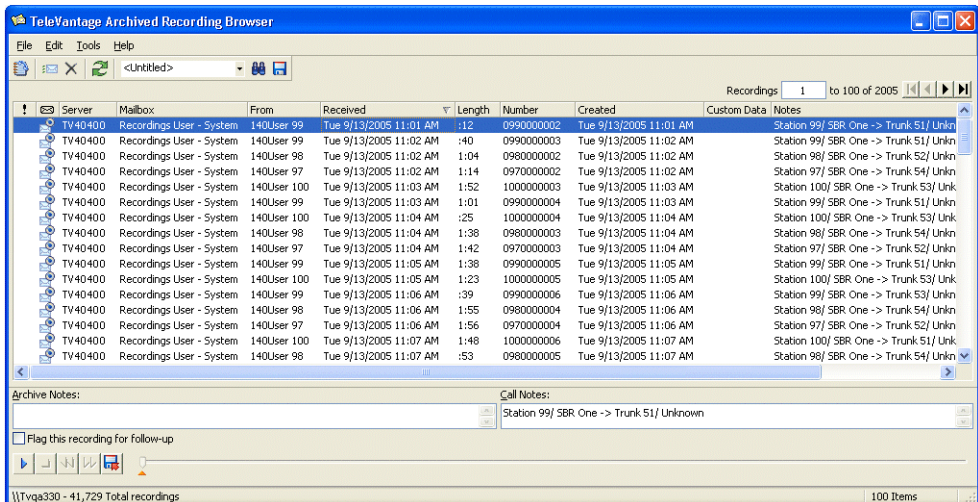 TeleVantage Archived Recording Browser
File Edit Tools Help
<Untitled>
Recordings 1 to 100 of 2005
! Server Mailbox From Received Length Number Created Custom Data Notes
TV40400 Recordings User - System 140User 99 Tue 9/13/2005 11:01 AM :12 0990000002 Tue 9/13/2005 11:01 AM Station 99/ SBR One -> Trunk 51/ Unkn
TV40400 Recordings User - System 140User 99 Tue 9/13/2005 11:02 AM :40 0990000003 Tue 9/13/2005 11:02 AM Station 99/ SBR One -> Trunk 51/ Unkn
TV40400 Recordings User - System 140User 98 Tue 9/13/2005 11:02 AM 1:04 0980000002 Tue 9/13/2005 11:02 AM Station 98/ SBR One -> Trunk 52/ Unkn
TV40400 Recordings User - System 140User 97 Tue 9/13/2005 11:02 AM 1:14 0970000002 Tue 9/13/2005 11:02 AM Station 97/ SBR One -> Trunk 54/ Unkn
TV40400 Recordings User - System 140User 100 Tue 9/13/2005 11:03 AM 1:52 1000000003 Tue 9/13/2005 11:03 AM Station 100/ SBR One -> Trunk 53/ Unk
TV40400 Recordings User - System 140User 99 Tue 9/13/2005 11:03 AM 1:01 0990000004 Tue 9/13/2005 11:03 AM Station 99/ SBR One -> Trunk 51/ Unkn
TV40400 Recordings User - System 140User 100 Tue 9/13/2005 11:04 AM :25 1000000004 Tue 9/13/2005 11:04 AM Station 100/ SBR One -> Trunk 53/ Unk
TV40400 Recordings User - System 140User 98 Tue 9/13/2005 11:04 AM 1:38 0980000003 Tue 9/13/2005 11:04 AM Station 98/ SBR One -> Trunk 54/ Unkn
TV40400 Recordings User - System 140User 97 Tue 9/13/2005 11:04 AM 1:42 0970000003 Tue 9/13/2005 11:04 AM Station 97/ SBR One -> Trunk 52/ Unkn
TV40400 Recordings User - System 140User 99 Tue 9/13/2005 11:05 AM 1:38 0990000005 Tue 9/13/2005 11:05 AM Station 99/ SBR One -> Trunk 51/ Unkn
TV40400 Recordings User - System 140User 100 Tue 9/13/2005 11:05 AM 1:23 1000000005 Tue 9/13/2005 11:05 AM Station 100/ SBR One -> Trunk 53/ Unk
TV40400 Recordings User - System 140User 99 Tue 9/13/2005 11:06 AM :39 0990000006 Tue 9/13/2005 11:06 AM Station 99/ SBR One -> Trunk 53/ Unkn
TV40400 Recordings User - System 140User 98 Tue 9/13/2005 11:06 AM 1:55 0980000004 Tue 9/13/2005 11:06 AM Station 98/ SBR One -> Trunk 54/ Unkn
TV40400 Recordings User - System 140User 97 Tue 9/13/2005 11:06 AM 1:56 0970000004 Tue 9/13/2005 11:06 AM Station 97/ SBR One -> Trunk 52/ Unkn
TV40400 Recordings User - System 140User 100 Tue 9/13/2005 11:07 AM 1:48 1000000006 Tue 9/13/2005 11:07 AM Station 100/ SBR One -> Trunk 51/ Unk
TV40400 Recordings User - System 140User 98 Tue 9/13/2005 11:07 AM :53 0980000005 Tue 9/13/2005 11:07 AM Station 98/ SBR One -> Trunk 54/ Unkn
Archive Notes: Call Notes:
Station 99/ SBR One -> Trunk 51/ Unknown
Flag this recording for follow-up
\\Tvqa330 - 41,729 Total recordings 100 Items